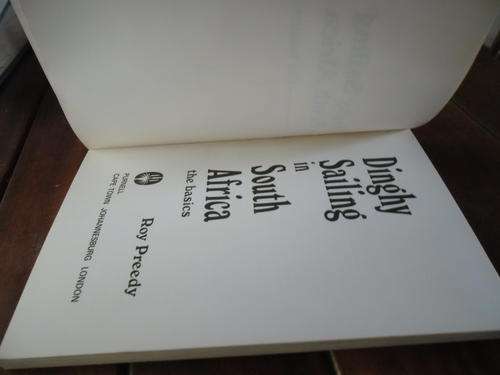 Dinghy
Sailing
in
South
Africa
the basics
Roy Preedy
PURNELL
CAPE TOWN JOHANNESBURG LONDON